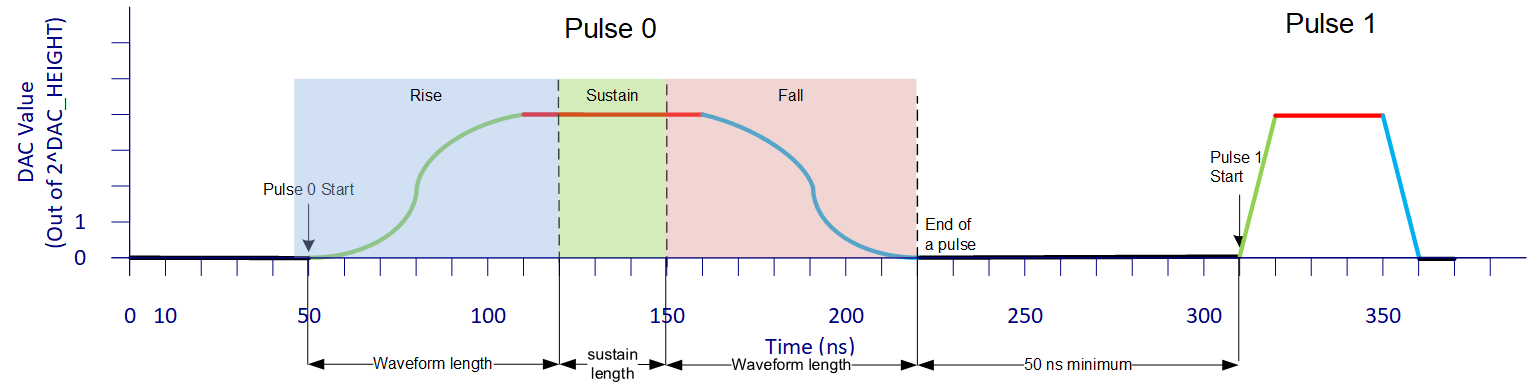 Pulse 0
Pulse 1
DAC Value
(Out of 2^DAC_HEIGHT)
Rise
Sustain
Fall
Pulse 0 Start
Pulse 1
Start
1
0
End of
a pulse
0 10 50 100 150 200 250 300 350
Time (ns)
Waveform length
sustain
length
Waveform length
50 ns minimum